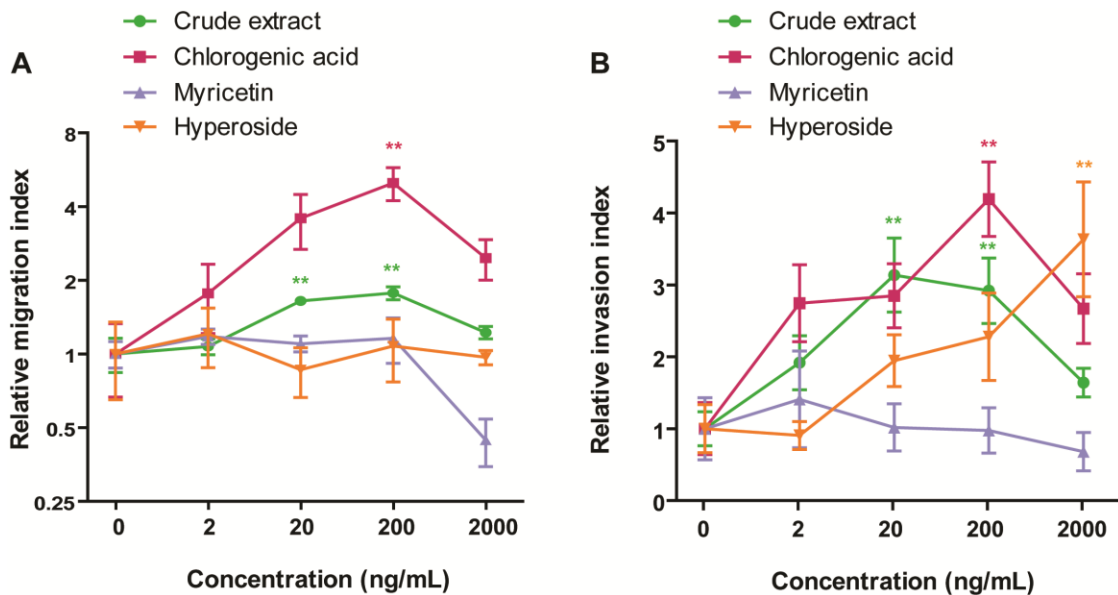 A
Crude extract
Chlorogenic acid
Myricetin
Hyperoside
Relative migration index
8
4
2
1
0.5
0.25
**
**
**
0
2
20
200
2000
Concentration (ng/mL)
B
Crude extract
Chlorogenic acid
Myricetin
Hyperoside
Relative invasion index
5
4
3
2
1
0
**
**
**
**
0
2
20
200
2000
Concentration (ng/mL)